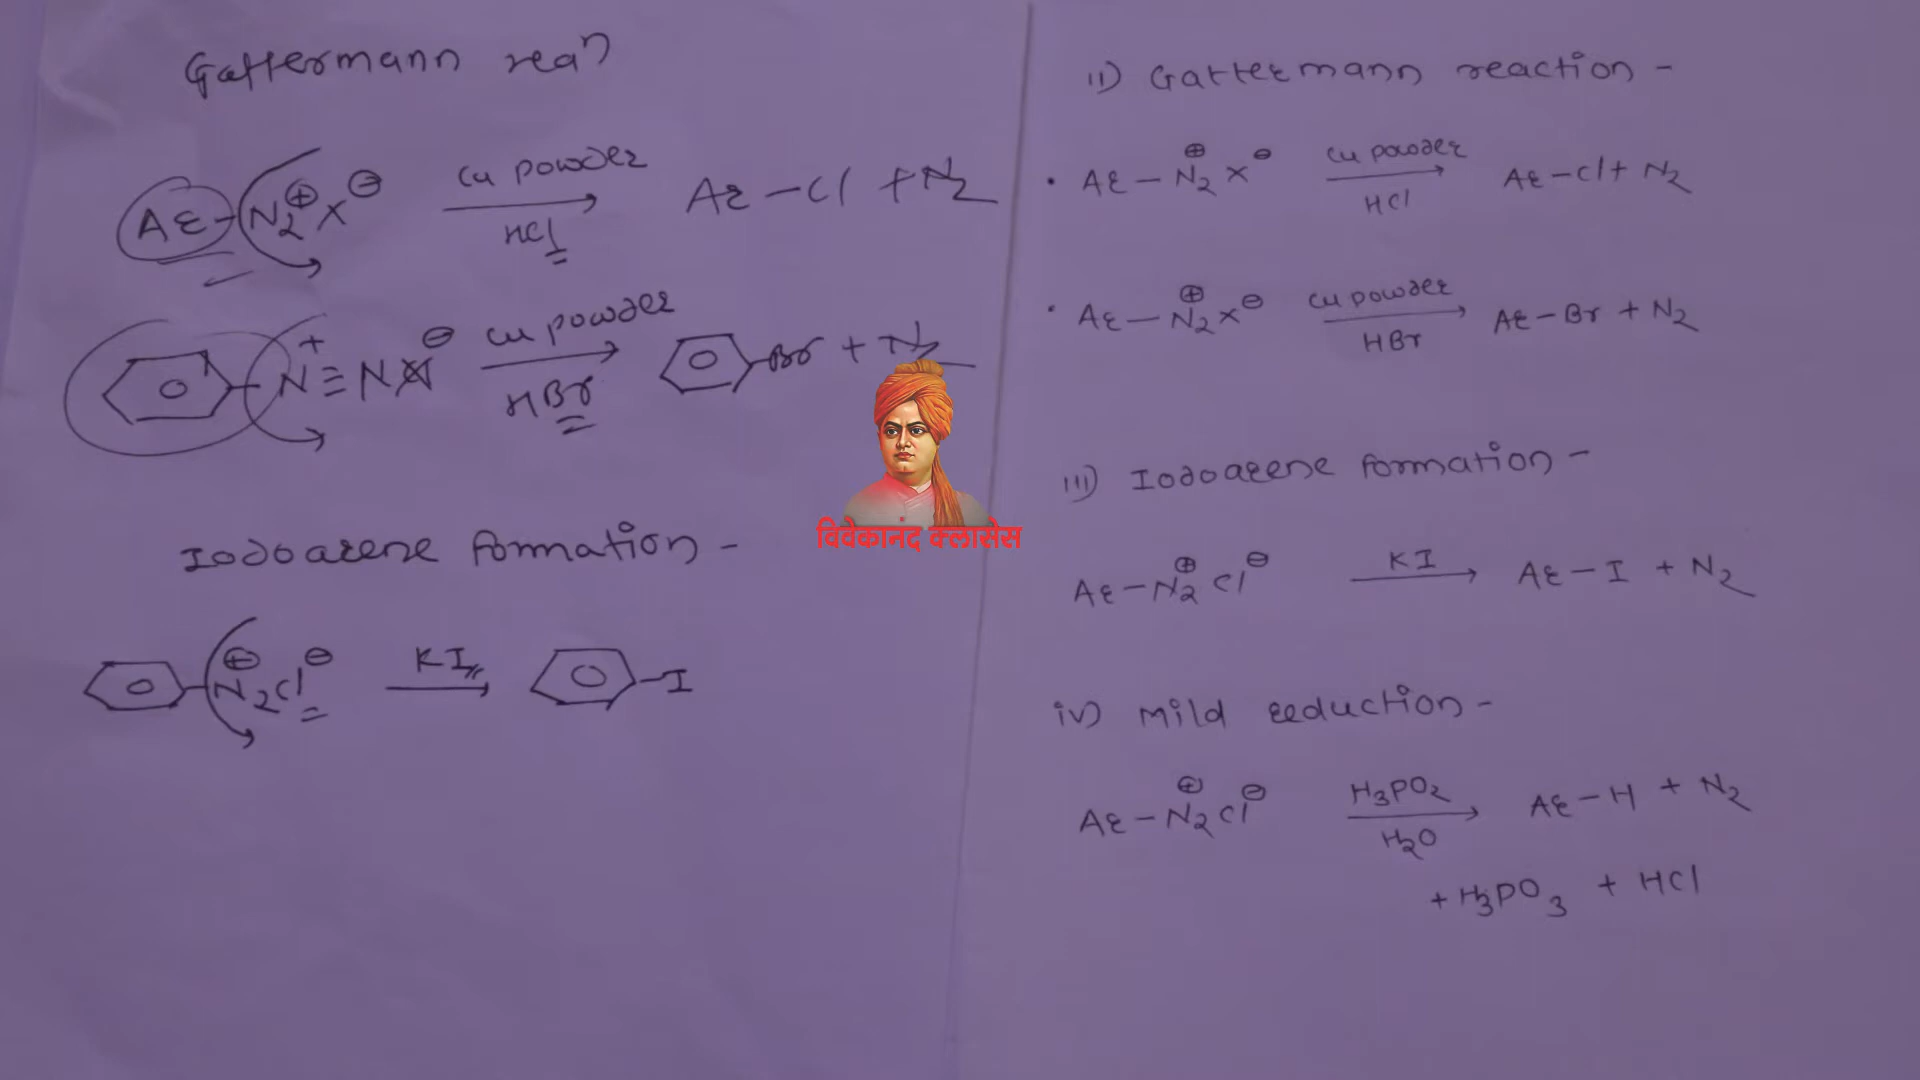 Gattermann reaⁿ
Ar-N₂⁺X⁻ Cu powder → HCl Ar-Cl + N₂
N⁺≡NX⁻ Cu powder → HBr Br + N₂
Iodoarene formation -
N₂⁺Cl⁻ KI → I
विवेकानंद क्लासेस
ii) Gattermann reaction -
• Ar-N₂⁺X⁻ Cu powder → HCl Ar-Cl + N₂
• Ar-N₂⁺X⁻ Cu powder → HBr Ar-Br + N₂
iii) Iodoarene formation -
Ar-N₂⁺Cl⁻ KI → Ar-I + N₂
iv) Mild reduction -
Ar-N₂⁺Cl⁻ H₃PO₂ → H₂O Ar-H + N₂
+ H₃PO₃ + HCl